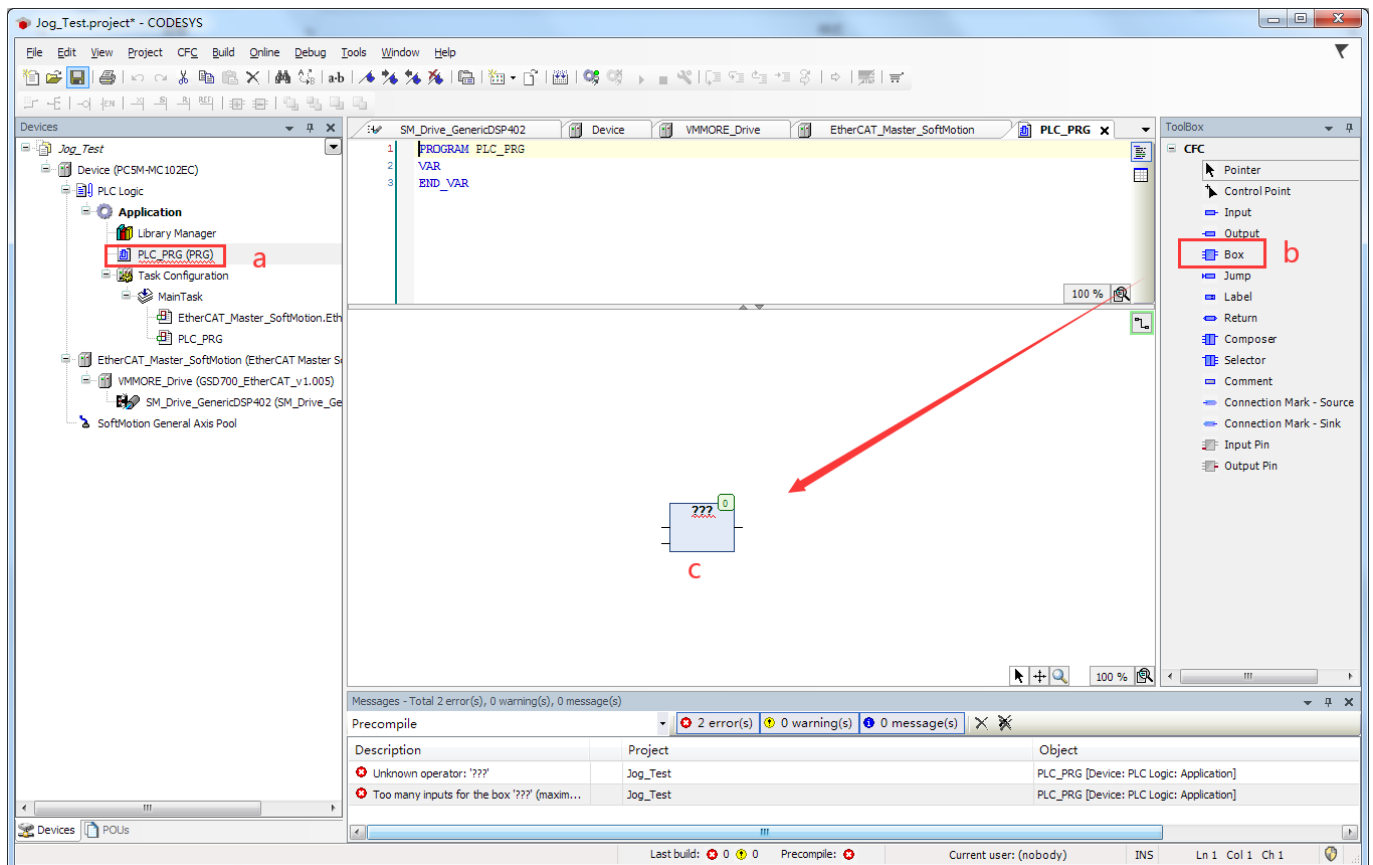 Jog_Test.project* - CODESYS
File Edit View Project CFC Build Online Debug Tools Window Help
Devices
Jog_Test
Device (PC5M-MC102EC)
PLC Logic
Application
Library Manager
PLC_PRG (PRG)
a
Task Configuration
MainTask
EtherCAT_Master_SoftMotion.Eth
PLC_PRG
EtherCAT_Master_SoftMotion (EtherCAT Master S
VMMORE_Drive (GSD700_EtherCAT_v1.005)
SM_Drive_GenericDSP402 (SM_Drive_Ge
SoftMotion General Axis Pool
Devices POUs
SM_Drive_GenericDSP402 Device VMMORE_Drive EtherCAT_Master_SoftMotion PLC_PRG
1 PROGRAM PLC_PRG
2 VAR
3 END_VAR
100 %
???
0
c
100 %
ToolBox
CFC
Pointer
Control Point
Input
Output
Box
b
Jump
Label
Return
Composer
Selector
Comment
Connection Mark - Source
Connection Mark - Sink
Input Pin
Output Pin
Messages - Total 2 error(s), 0 warning(s), 0 message(s)
Precompile 2 error(s) 0 warning(s) 0 message(s)
Description Project Object
Unknown operator: '???' Jog_Test PLC_PRG [Device: PLC Logic: Application]
Too many inputs for the box '???' (maxim... Jog_Test PLC_PRG [Device: PLC Logic: Application]
Last build: 0 0 Precompile: Current user: (nobody) INS Ln 1 Col 1 Ch 1